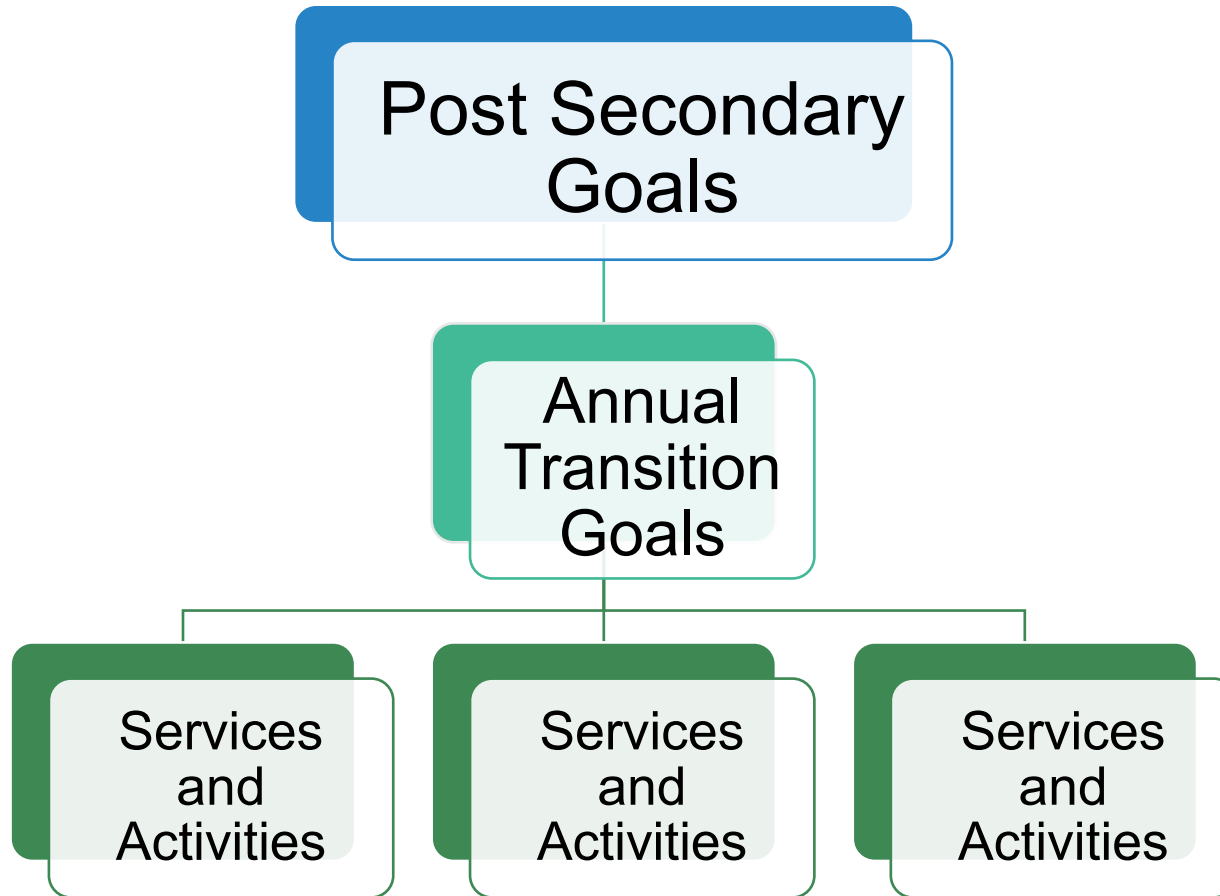 Post Secondary
Goals
Annual
Transition
Goals
Services
and
Activities
Services
and
Activities
Services
and
Activities